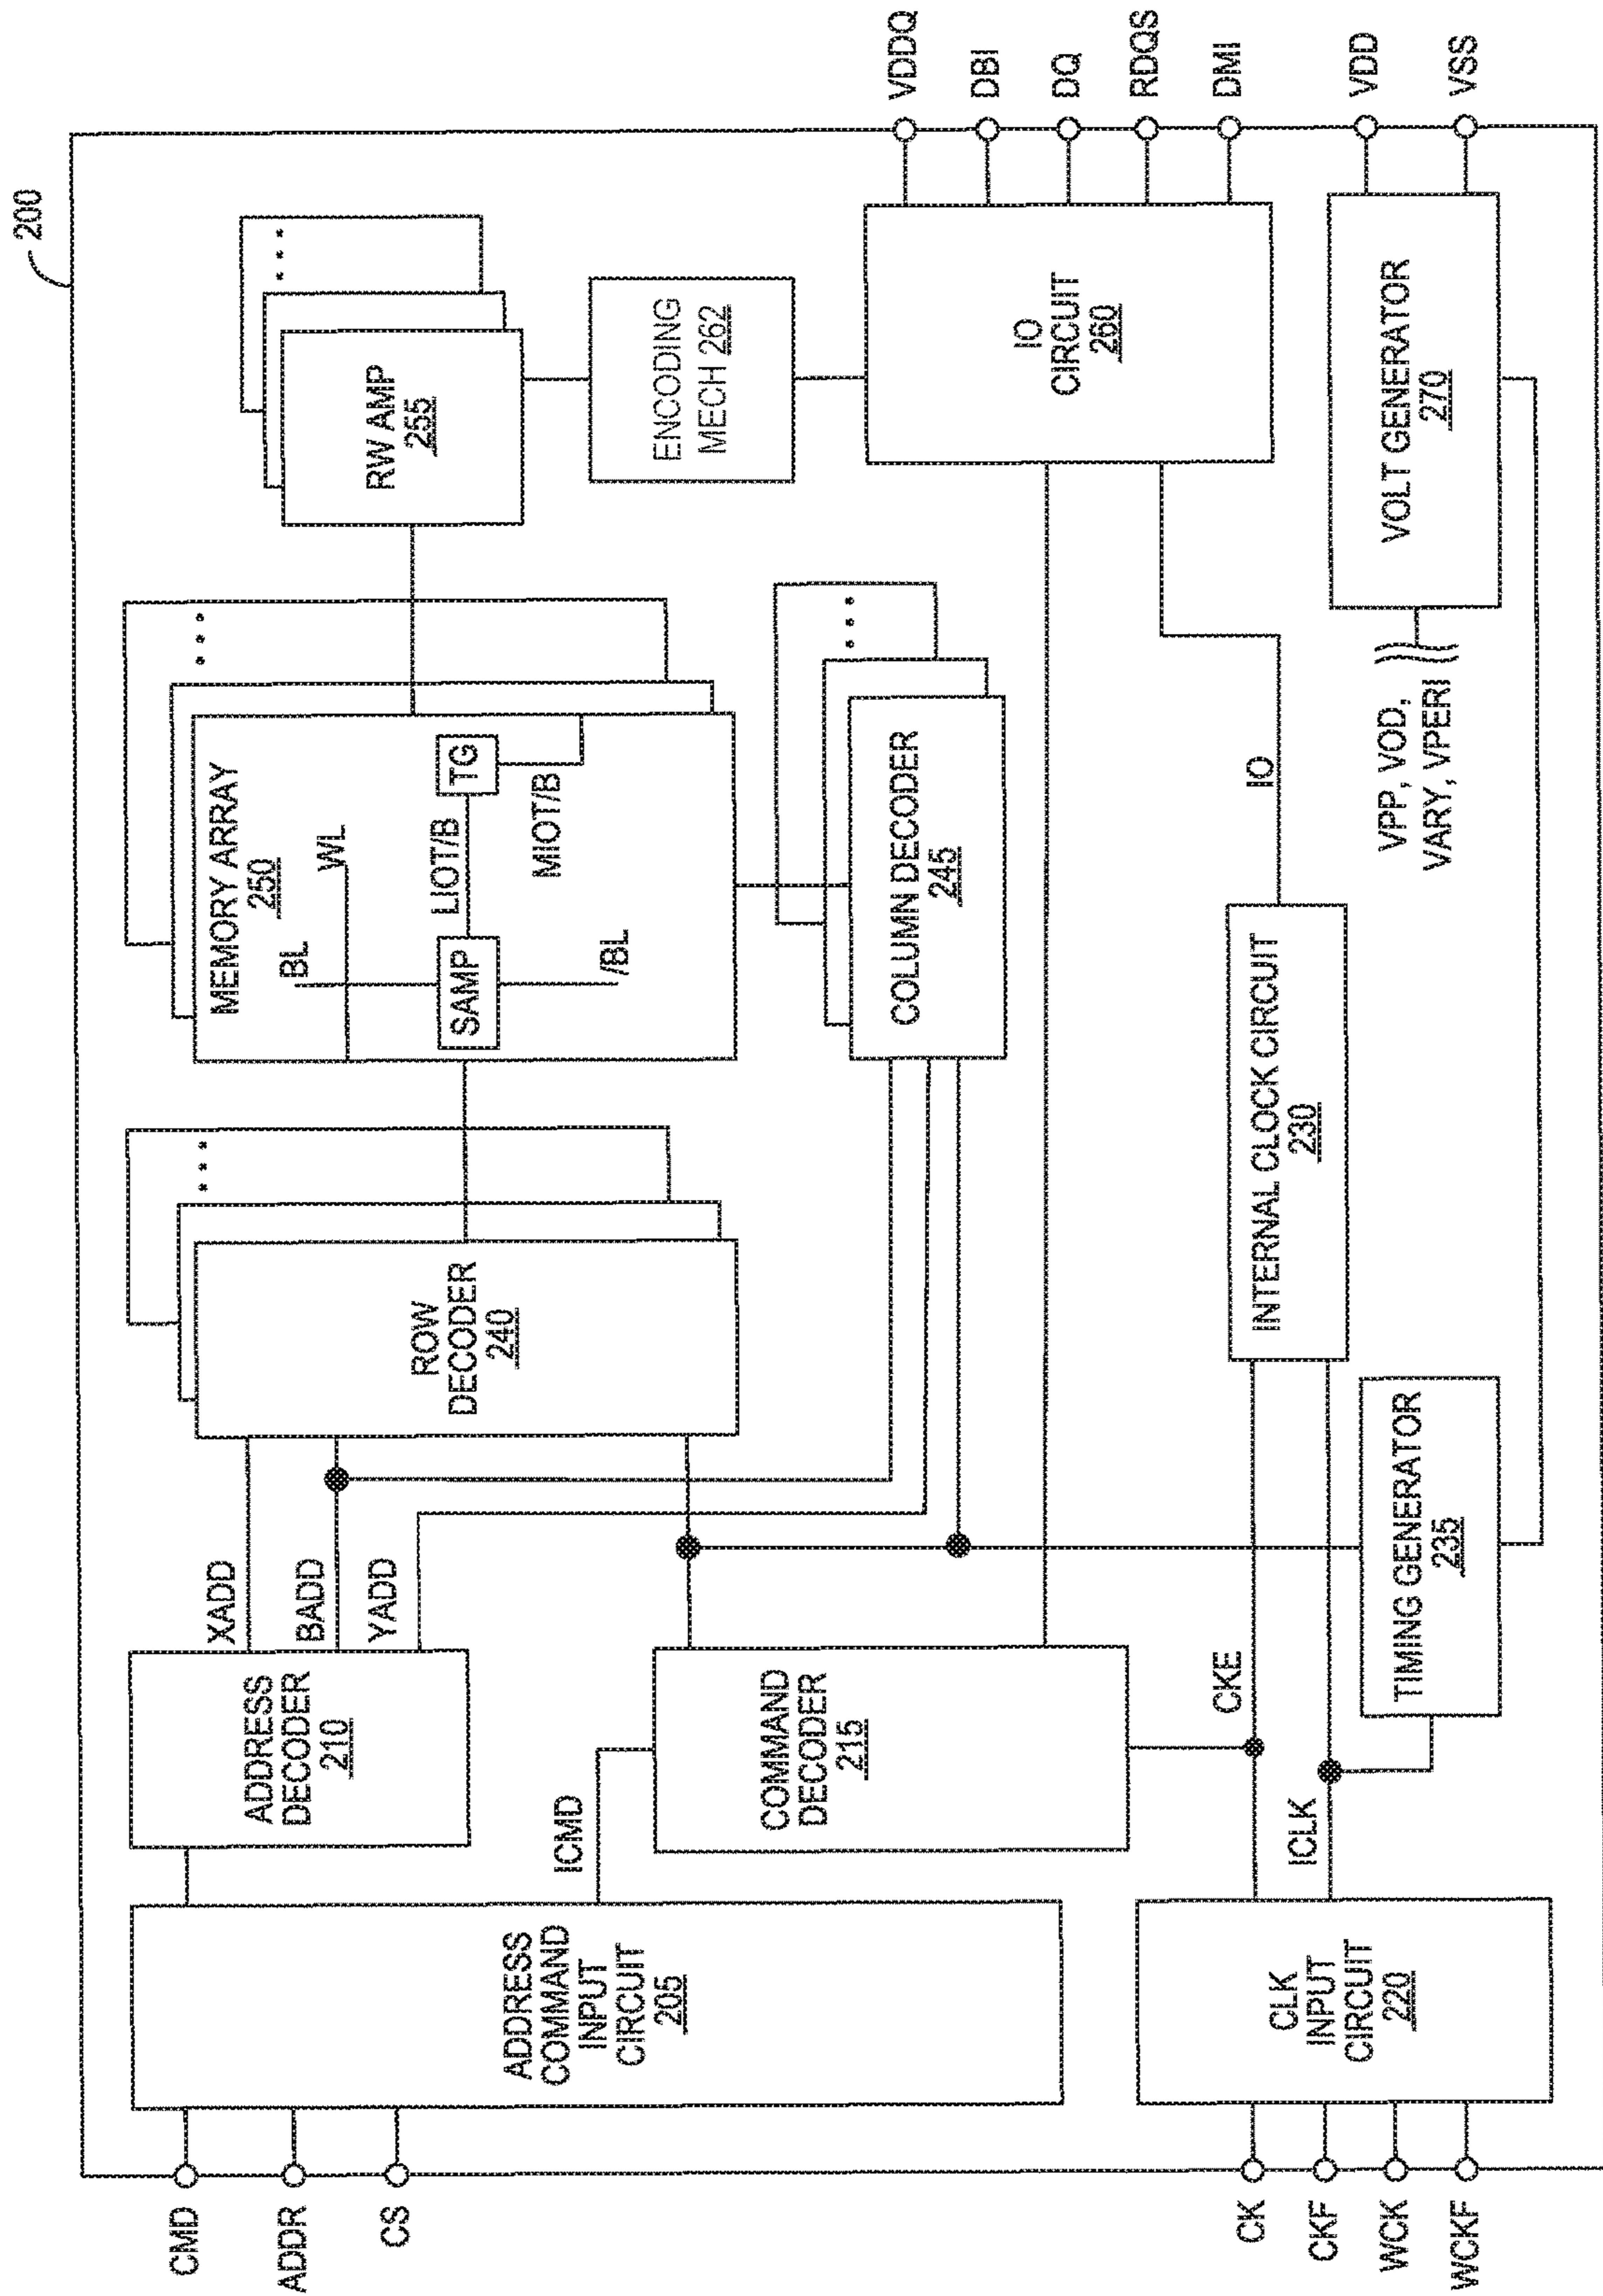 200
CMD
ADDR
CS
CK
CKF
WCK
WCKF
ADDRESS
COMMAND
INPUT
CIRCUIT
205
CLK
INPUT
CIRCUIT
220
ADDRESS
DECODER
210
ICMD
COMMAND
DECODER
215
XADD
BADD
YADD
CKE
ICLK
TIMING GENERATOR
235
ROW
DECODER
240
INTERNAL CLOCK CIRCUIT
230
MEMORY ARRAY
250
BL
WL
SAMP
/BL
LIOT/B
TG
MIOT/B
COLUMN DECODER
245
IO
VPP, VOD,
VARY, VPERI
RW AMP
255
ENCODING
MECH 262
IO
CIRCUIT
260
VOLT GENERATOR
270
VDDQ
DBI
DQ
RDQS
DMI
VDD
VSS